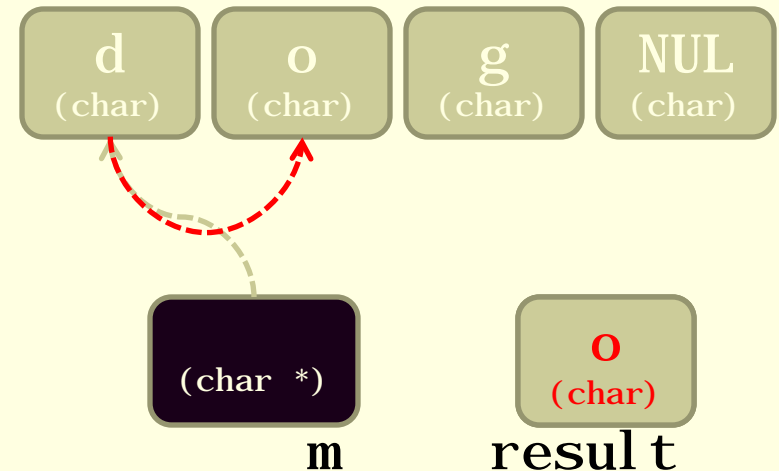 d o g NUL
(char) (char) (char) (char)
o
(char *) (char)
m result